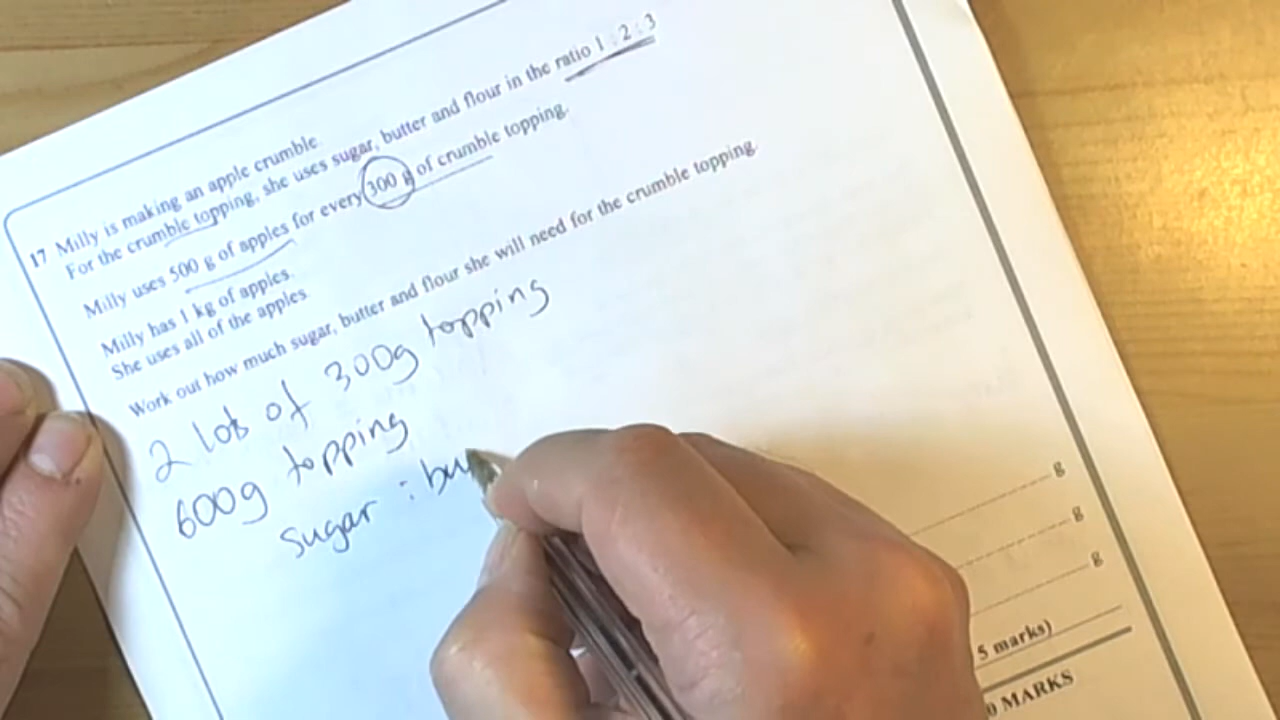 17 Milly is making an apple crumble.
For the crumble topping, she uses sugar, butter and flour in the ratio 1 : 2 : 3
Milly uses 500 g of apples for every 300 g of crumble topping.
Milly has 1 kg of apples.
She uses all of the apples.
Work out how much sugar, butter and flour she will need for the crumble topping.
2 lots of 300g topping
600g topping
sugar : bu
g
g
g
5 marks)
0 MARKS